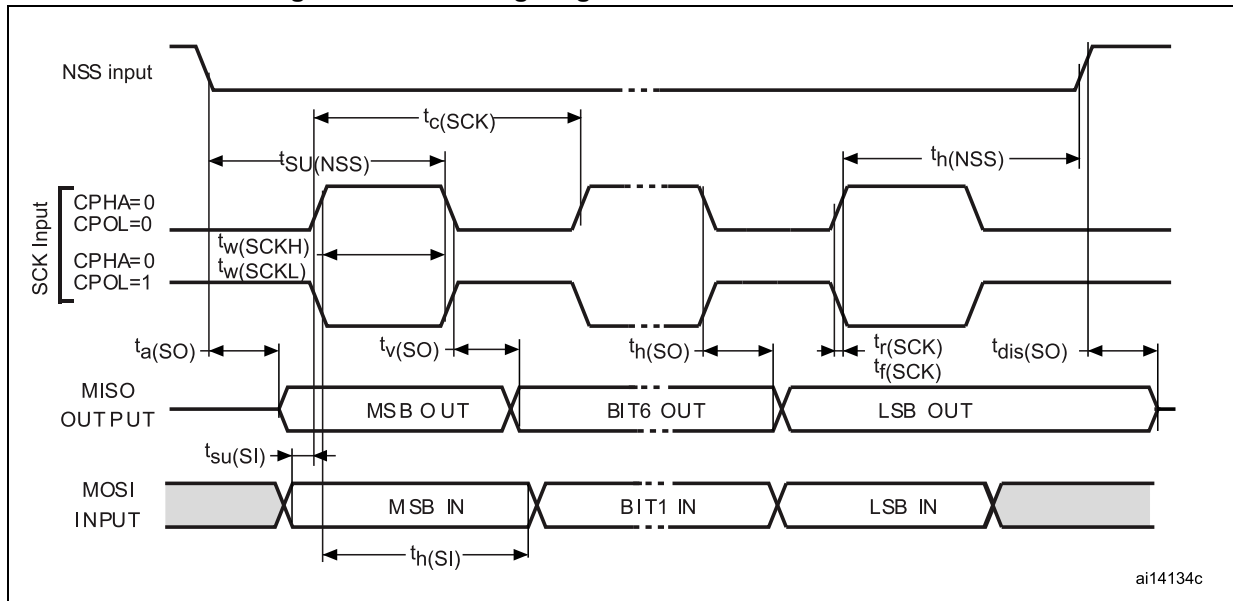 NSS input
tc(SCK)
tSU(NSS)
th(NSS)
SCK Input
CPHA=0
CPOL=0
tw(SCKH)
tw(SCKL)
CPHA=0
CPOL=1
ta(SO)
tv(SO)
th(SO)
tr(SCK)
tf(SCK)
tdis(SO)
MISO
OUTPUT
MSB OUT
BIT6 OUT
LSB OUT
tsu(SI)
MOSI
INPUT
MSB IN
BIT1 IN
LSB IN
th(SI)
ai14134c